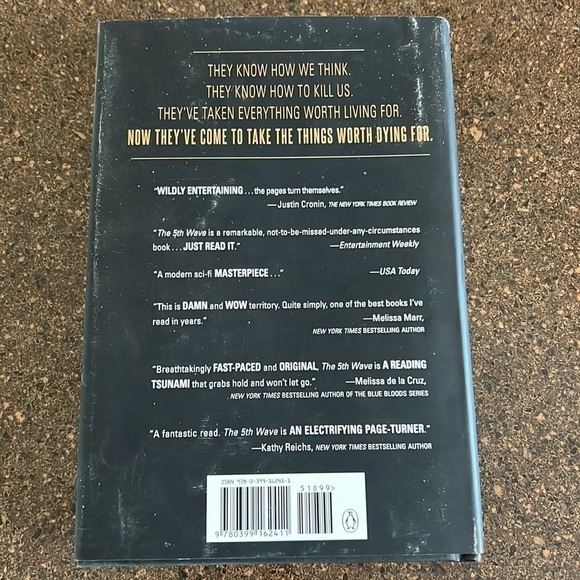 THEY KNOW HOW WE THINK.
THEY KNOW HOW TO KILL US.
THEY'VE TAKEN EVERYTHING WORTH LIVING FOR.
NOW THEY'VE COME TO TAKE THE THINGS WORTH DYING FOR.
"WILDLY ENTERTAINING . . . the pages turn themselves."
—Justin Cronin, THE NEW YORK TIMES BOOK REVIEW
"The 5th Wave is a remarkable, not-to-be-missed-under-any-circumstances
book . . . JUST READ IT." —Entertainment Weekly
"A modern sci-fi MASTERPIECE . . ." —USA Today
"This is DAMN and WOW territory. Quite simply, one of the best books I've
read in years." —Melissa Marr,
NEW YORK TIMES BESTSELLING AUTHOR
"Breathtakingly FAST-PACED and ORIGINAL, The 5th Wave is A READING
TSUNAMI that grabs hold and won't let go." —Melissa de la Cruz,
NEW YORK TIMES BESTSELLING AUTHOR OF THE BLUE BLOODS SERIES
"A fantastic read. The 5th Wave is AN ELECTRIFYING PAGE-TURNER."
—Kathy Reichs, NEW YORK TIMES BESTSELLING AUTHOR
ISBN 978-0-399-16241-1
51899>
9 780399 162411